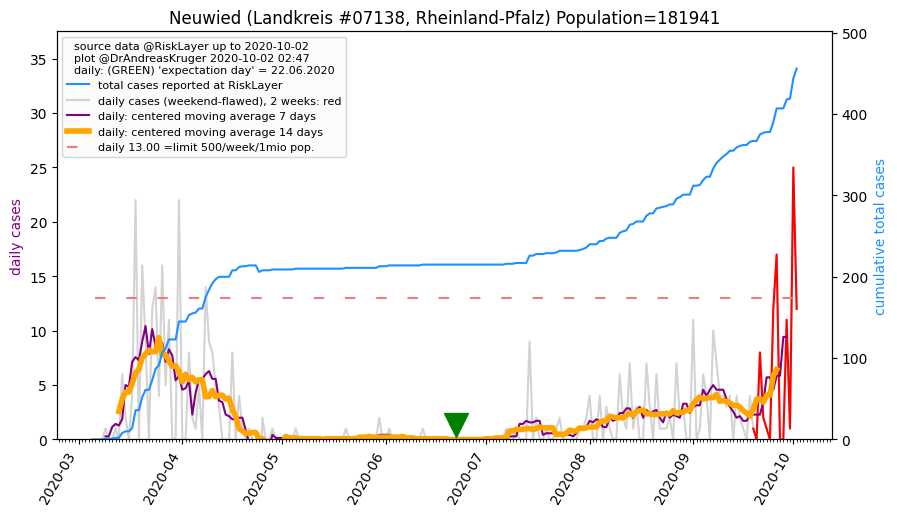 Neuwied (Landkreis #07138, Rheinland-Pfalz) Population=181941
source data @RiskLayer up to 2020-10-02
plot @DrAndreasKruger 2020-10-02 02:47
daily: (GREEN) 'expectation day' = 22.06.2020
total cases reported at RiskLayer
daily cases (weekend-flawed), 2 weeks: red
daily: centered moving average 7 days
daily: centered moving average 14 days
daily 13.00 =limit 500/week/1mio pop.
daily cases
35
30
25
20
15
10
5
0
cumulative total cases
500
400
300
200
100
0
2020-03
2020-04
2020-05
2020-06
2020-07
2020-08
2020-09
2020-10